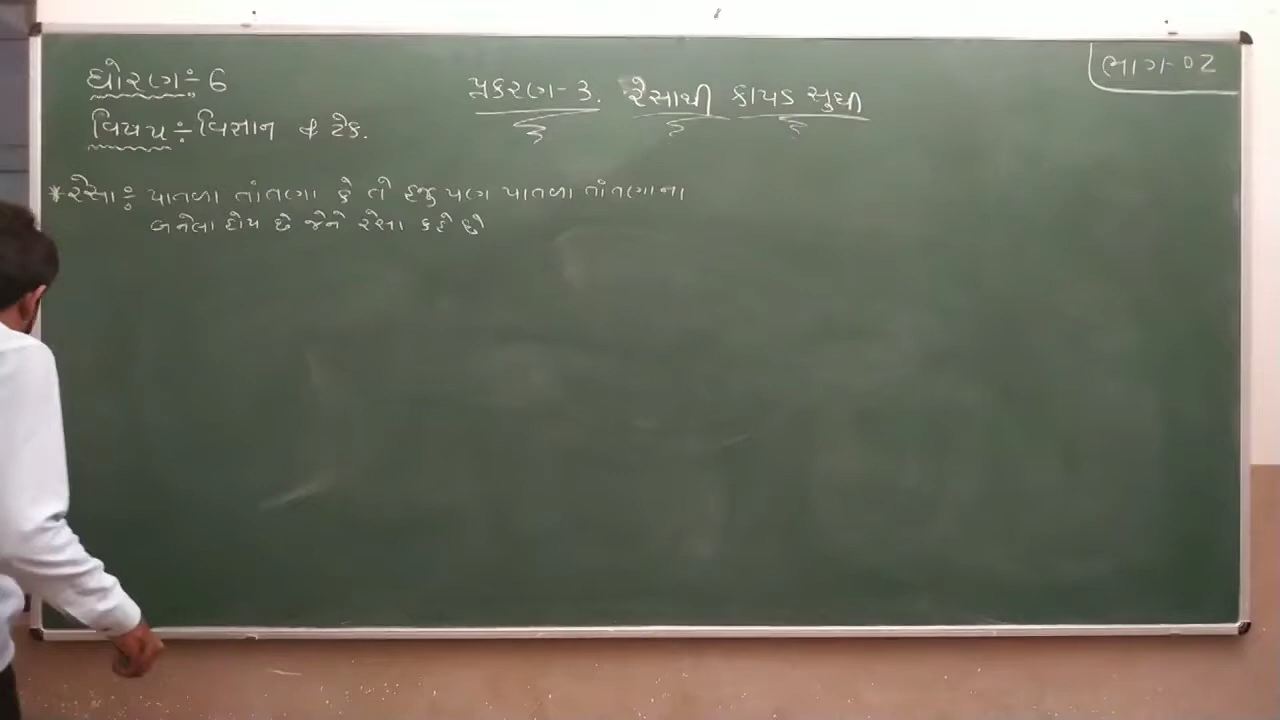 ધોરણ ÷ 6
પ્રકરણ - 3. રેસાથી કાપડ સુધી
ભાગ - 02
વિષય ÷ વિજ્ઞાન & ટેક.
* રેસા ÷ પાતળા તાંતણા કે તે હજુ પણ પાતળા તાંતણાના
બનેલા હોય છે જેને રેસા કહે છે